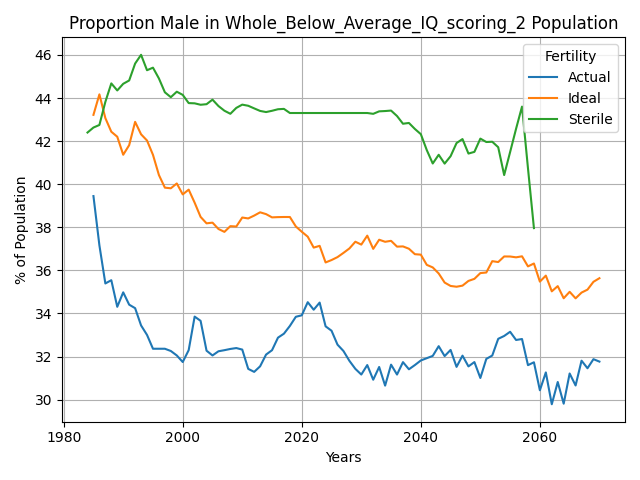 Proportion Male in Whole_Below_Average_IQ_scoring_2 Population
46
44
42
40
38
36
34
32
30
% of Population
Fertility
Actual
Ideal
Sterile
1980
2000
2020
2040
2060
Years